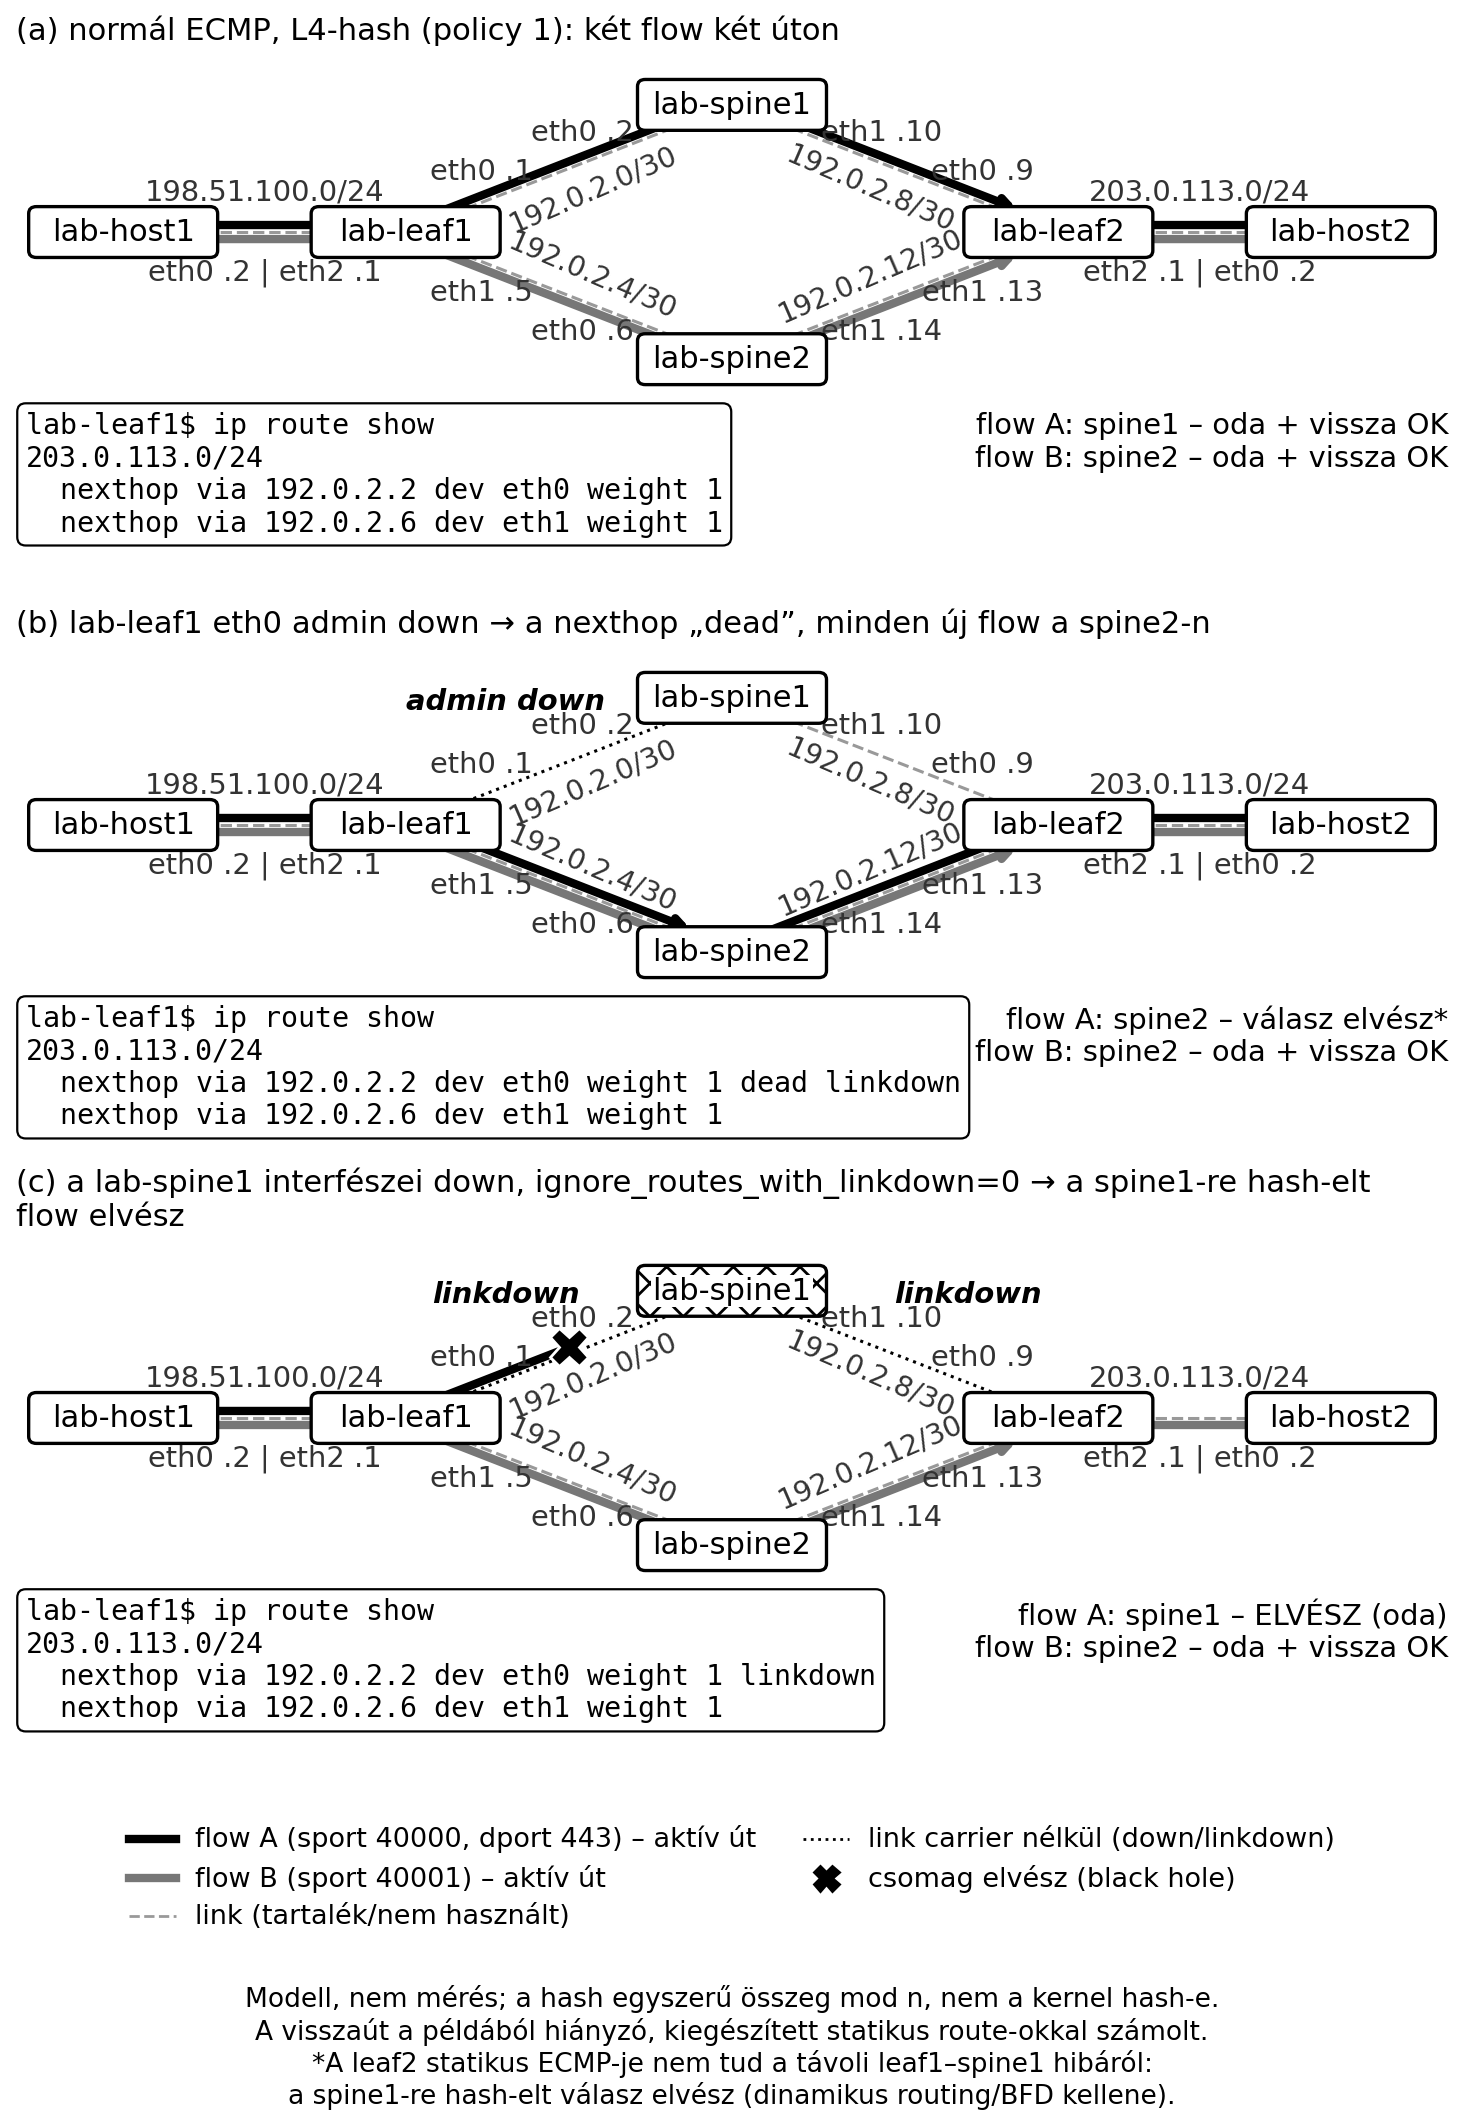 (a) normál ECMP, L4-hash (policy 1): két flow két úton
lab-spine1
eth0 .2
eth1 .10
eth0 .1
192.0.2.0/30
192.0.2.8/30
eth0 .9
198.51.100.0/24
203.0.113.0/24
lab-host1
lab-leaf1
lab-leaf2
lab-host2
eth0 .2 | eth2 .1
192.0.2.4/30
192.0.2.12/30
eth2 .1 | eth0 .2
eth1 .5
eth1 .13
eth0 .6
eth1 .14
lab-spine2
lab-leaf1$ ip route show
203.0.113.0/24
  nexthop via 192.0.2.2 dev eth0 weight 1
  nexthop via 192.0.2.6 dev eth1 weight 1
flow A: spine1 – oda + vissza OK
flow B: spine2 – oda + vissza OK
(b) lab-leaf1 eth0 admin down → a nexthop „dead”, minden új flow a spine2-n
admin down
lab-spine1
eth0 .2
eth1 .10
eth0 .1
192.0.2.0/30
192.0.2.8/30
eth0 .9
198.51.100.0/24
203.0.113.0/24
lab-host1
lab-leaf1
lab-leaf2
lab-host2
eth0 .2 | eth2 .1
192.0.2.4/30
192.0.2.12/30
eth2 .1 | eth0 .2
eth1 .5
eth1 .13
eth0 .6
eth1 .14
lab-spine2
lab-leaf1$ ip route show
203.0.113.0/24
  nexthop via 192.0.2.2 dev eth0 weight 1 dead linkdown
  nexthop via 192.0.2.6 dev eth1 weight 1
flow A: spine2 – válasz elvész*
flow B: spine2 – oda + vissza OK
(c) a lab-spine1 interfészei down, ignore_routes_with_linkdown=0 → a spine1-re hash-elt
flow elvész
linkdown
lab-spine1
linkdown
eth0 .2
eth1 .10
eth0 .1
192.0.2.0/30
192.0.2.8/30
eth0 .9
198.51.100.0/24
203.0.113.0/24
lab-host1
lab-leaf1
lab-leaf2
lab-host2
eth0 .2 | eth2 .1
192.0.2.4/30
192.0.2.12/30
eth2 .1 | eth0 .2
eth1 .5
eth1 .13
eth0 .6
eth1 .14
lab-spine2
lab-leaf1$ ip route show
203.0.113.0/24
  nexthop via 192.0.2.2 dev eth0 weight 1 linkdown
  nexthop via 192.0.2.6 dev eth1 weight 1
flow A: spine1 – ELVÉSZ (oda)
flow B: spine2 – oda + vissza OK
flow A (sport 40000, dport 443) – aktív út
flow B (sport 40001) – aktív út
link (tartalék/nem használt)
link carrier nélkül (down/linkdown)
csomag elvész (black hole)
Modell, nem mérés; a hash egyszerű összeg mod n, nem a kernel hash-e.
A visszaút a példából hiányzó, kiegészített statikus route-okkal számolt.
*A leaf2 statikus ECMP-je nem tud a távoli leaf1–spine1 hibáról:
a spine1-re hash-elt válasz elvész (dinamikus routing/BFD kellene).